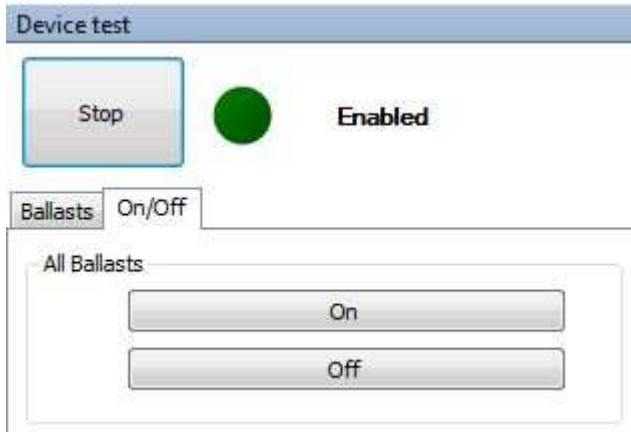 Device test
Stop
Enabled
Ballasts On/Off
All Ballasts
On
Off